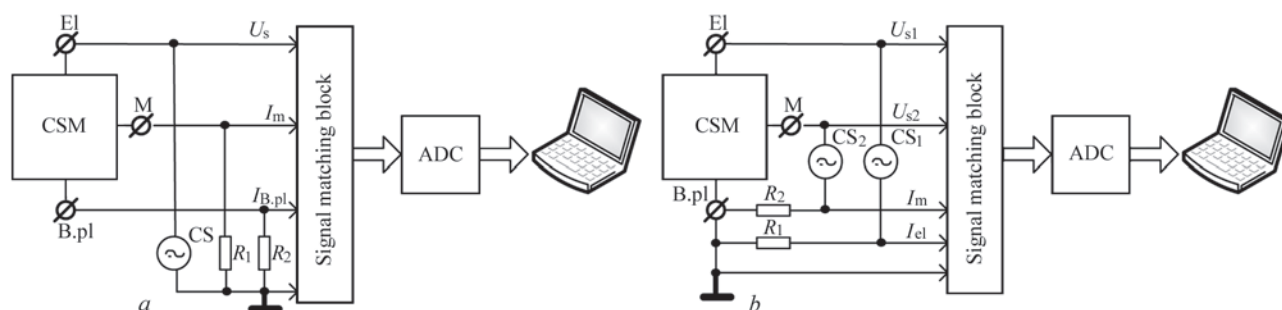 El
U_s
CSM
M
I_m
I_B.pl
B.pl
CS
R_1
R_2
Signal matching block
ADC
a
El
U_s1
CSM
M
U_s2
CS_2
CS_1
B.pl
R_2
I_m
R_1
I_el
Signal matching block
ADC
b